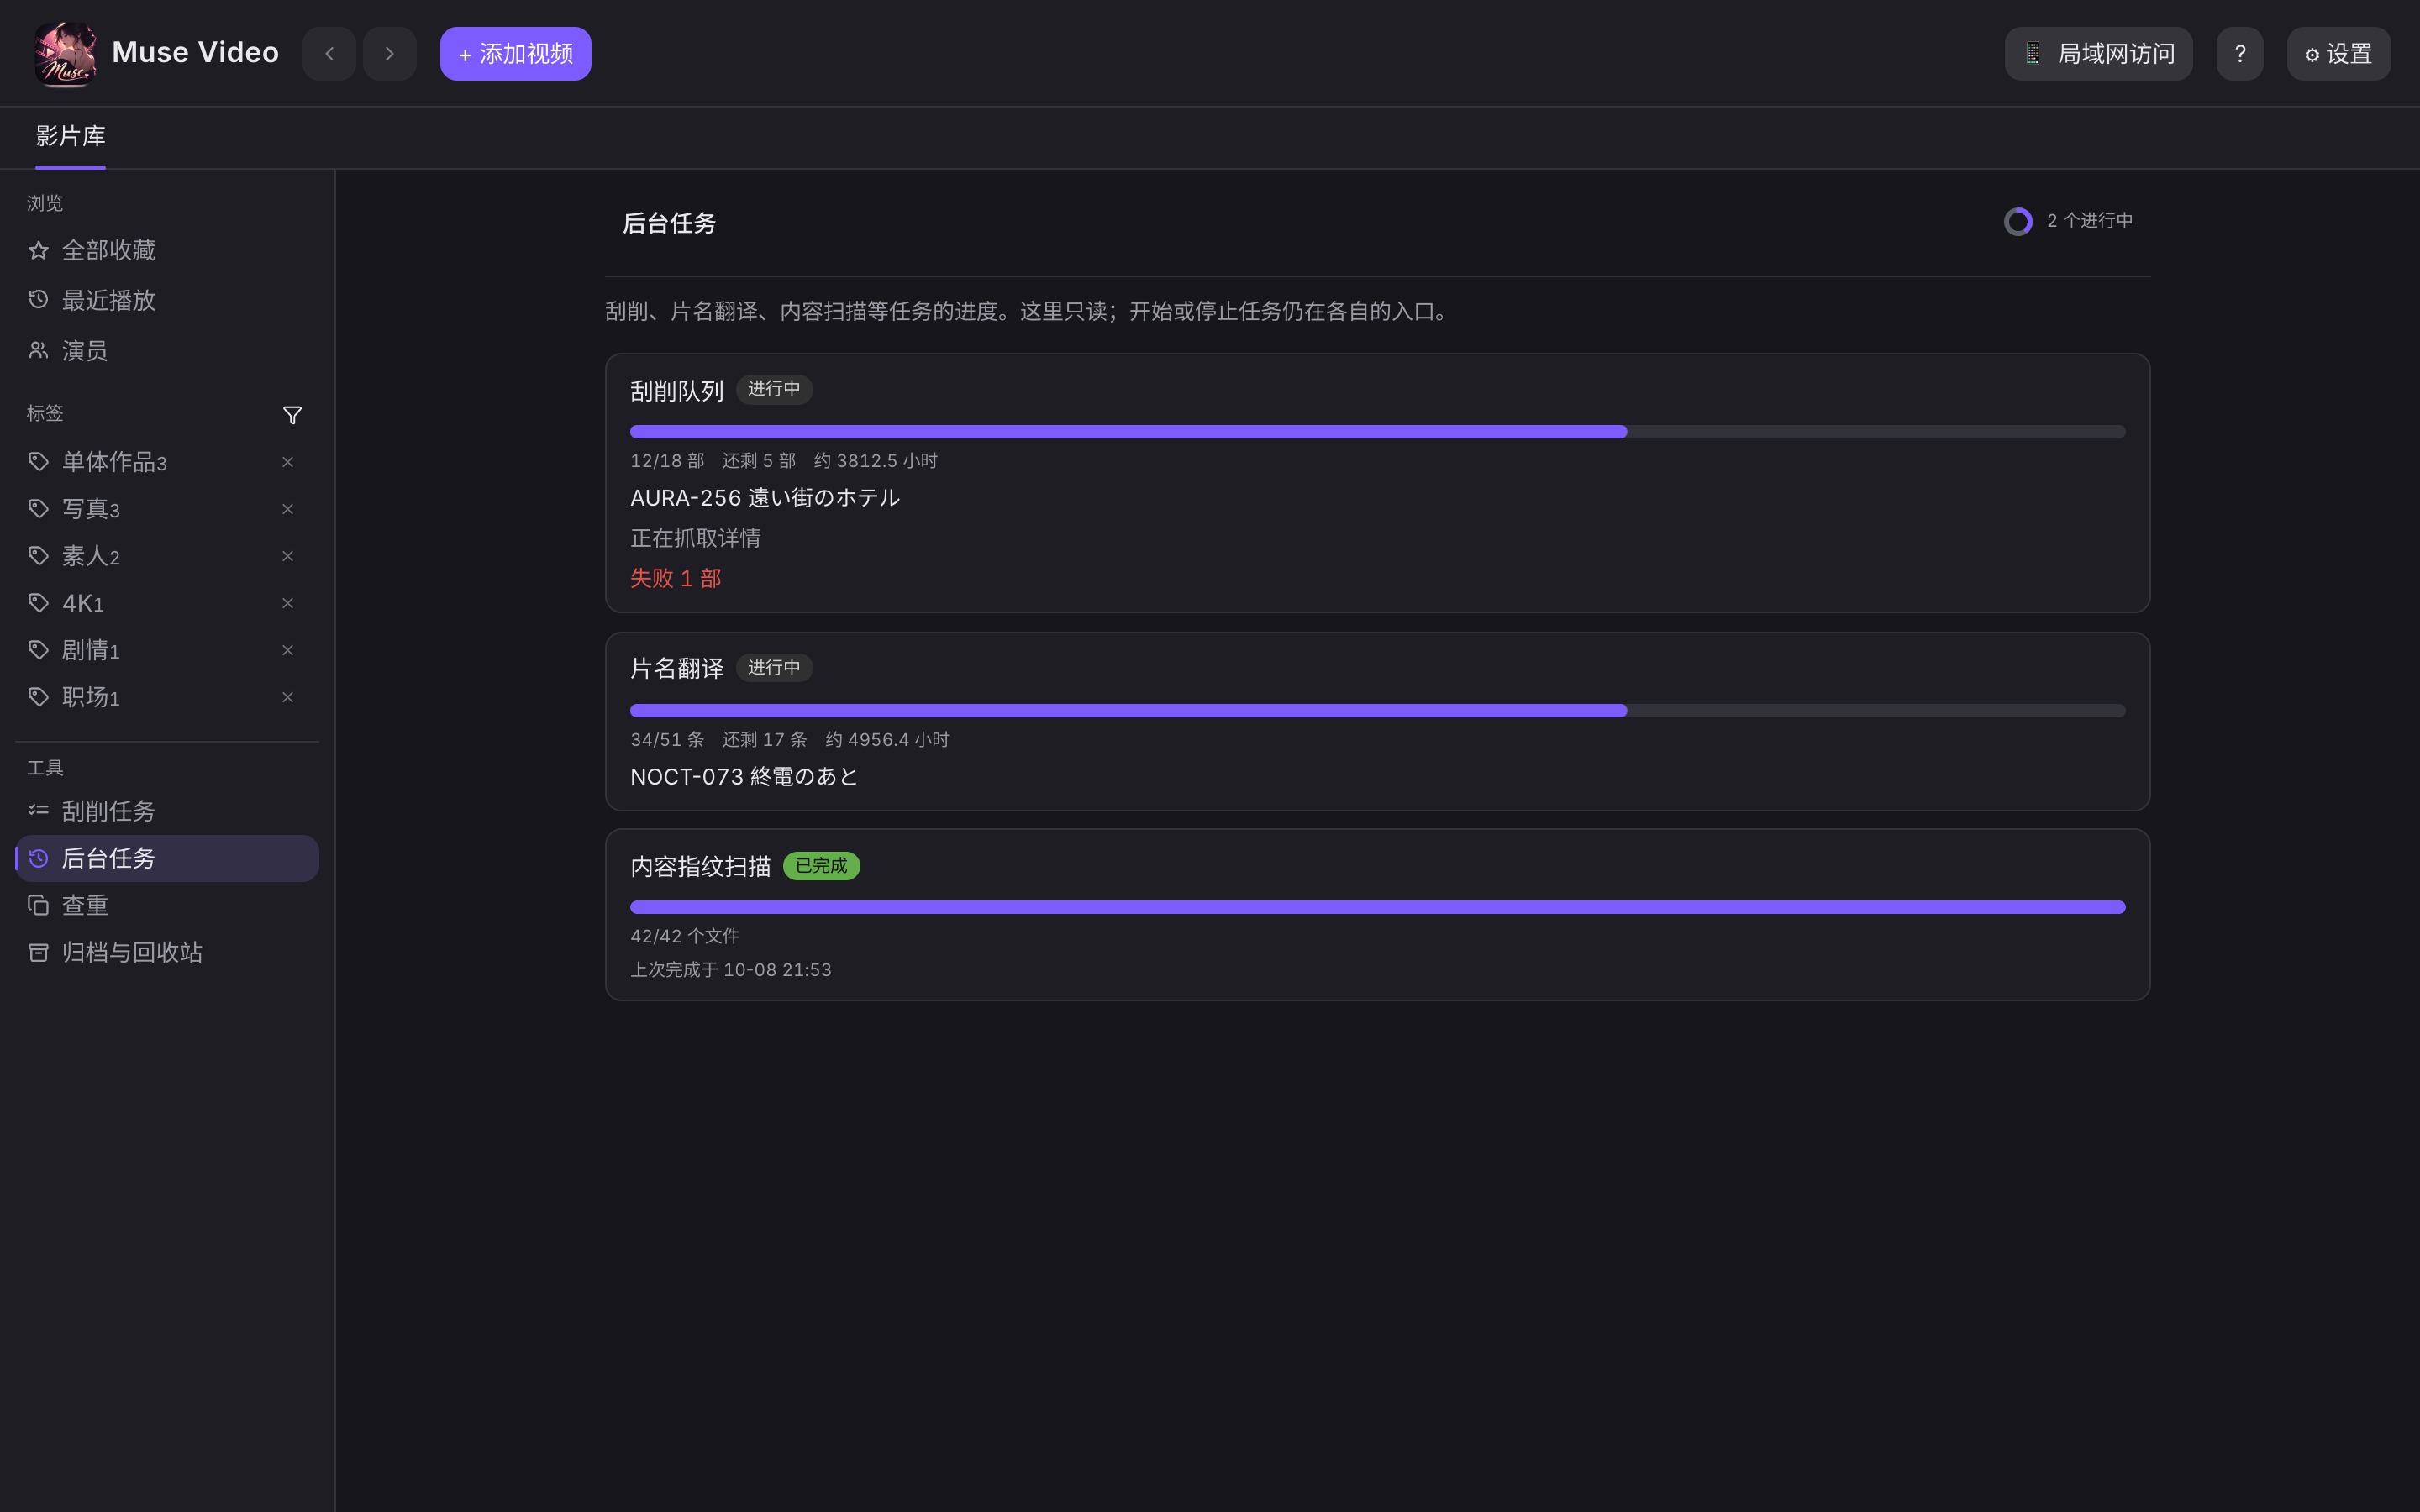 Muse
Muse Video
+ 添加视频
局域网访问
?
设置
影片库
浏览
全部收藏
最近播放
演员
标签
单体作品3
写真3
素人2
4K1
剧情1
职场1
工具
刮削任务
后台任务
查重
归档与回收站
后台任务
2 个进行中
刮削、片名翻译、内容扫描等任务的进度。这里只读；开始或停止任务仍在各自的入口。
刮削队列 进行中
12/18 部 还剩 5 部 约 3812.5 小时
AURA-256 遠い街のホテル
正在抓取详情
失败 1 部
片名翻译 进行中
34/51 条 还剩 17 条 约 4956.4 小时
NOCT-073 終電のあと
内容指纹扫描 已完成
42/42 个文件
上次完成于 10-08 21:53